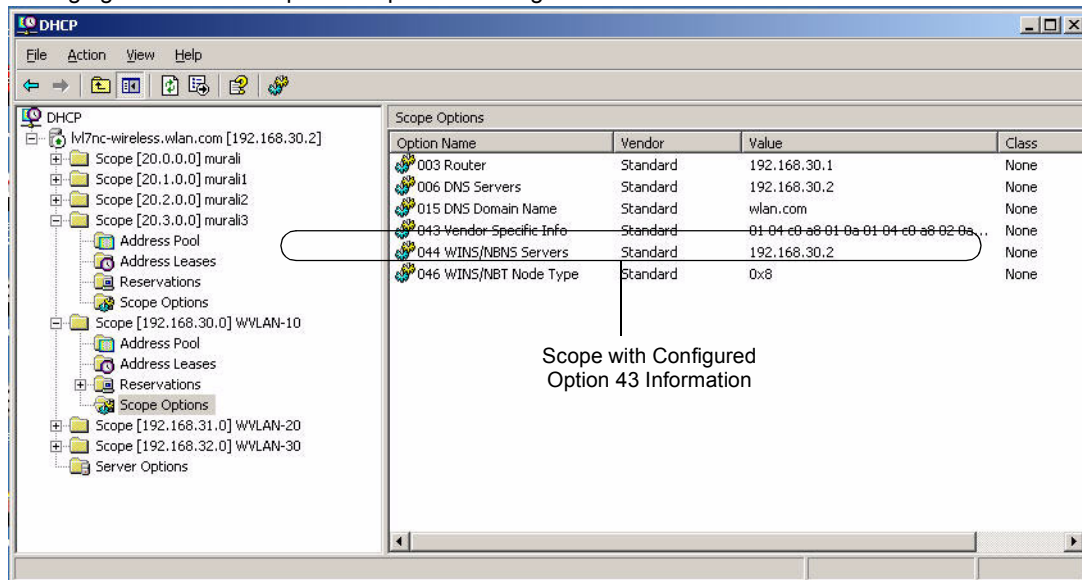 DHCP
File Action View Help
DHCP
lvl7nc-wireless.wlan.com [192.168.30.2]
Scope [20.0.0.0] murali
Scope [20.1.0.0] murali1
Scope [20.2.0.0] murali2
Scope [20.3.0.0] murali3
Address Pool
Address Leases
Reservations
Scope Options
Scope [192.168.30.0] WVLAN-10
Address Pool
Address Leases
Reservations
Scope Options
Scope [192.168.31.0] WVLAN-20
Scope [192.168.32.0] WVLAN-30
Server Options
Scope Options
Option Name Vendor Value Class
003 Router Standard 192.168.30.1 None
006 DNS Servers Standard 192.168.30.2 None
015 DNS Domain Name Standard wlan.com None
043 Vendor Specific Info Standard 01 04 c0 a8 01 0a 01 04 c0 a8 02 0a... None
044 WINS/NBNS Servers Standard 192.168.30.2 None
046 WINS/NBT Node Type Standard 0x8 None
Scope with Configured
Option 43 Information